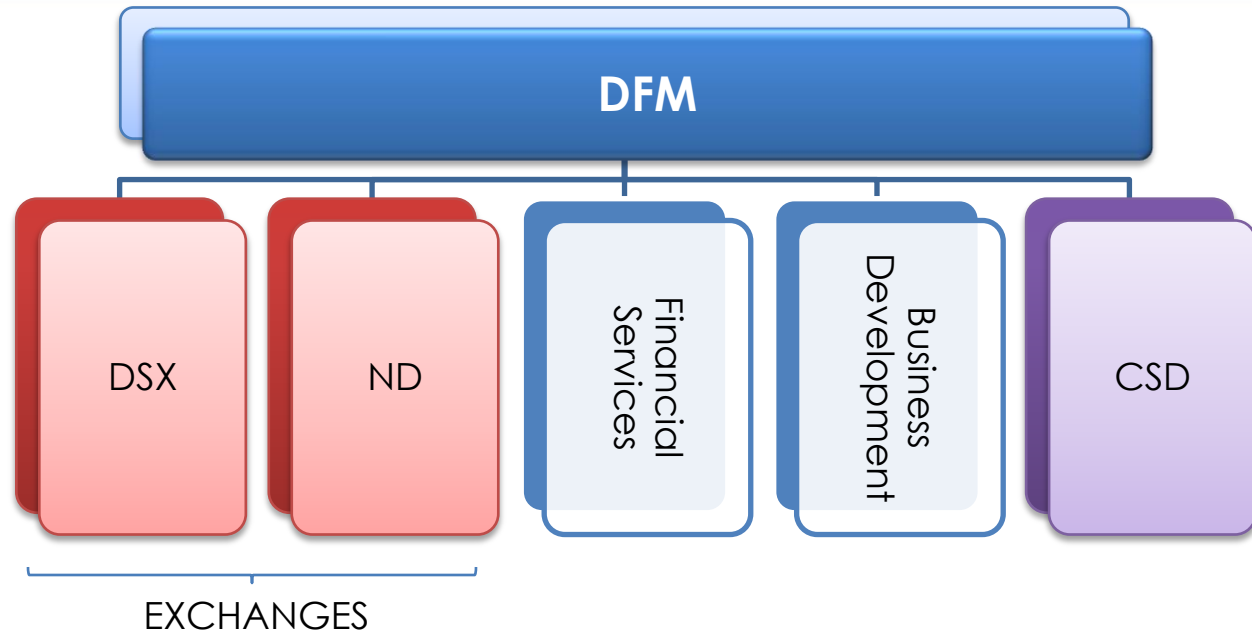 DFM
DSX
ND
Financial
Services
Business
Development
CSD
EXCHANGES